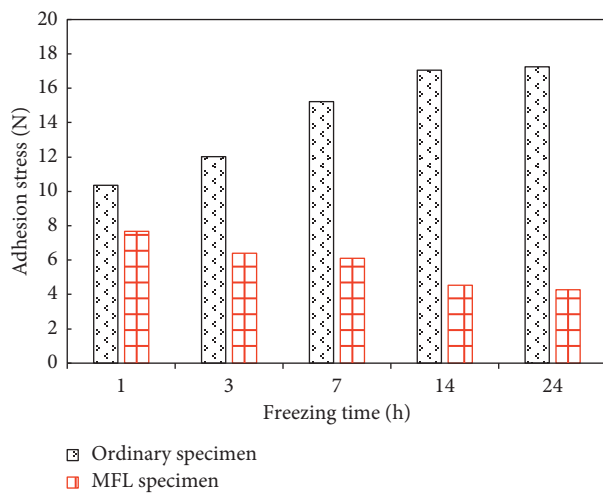 Adhesion stress (N)
20
18
16
14
12
10
8
6
4
2
0
1 3 7 14 24
Freezing time (h)
Ordinary specimen
MFL specimen